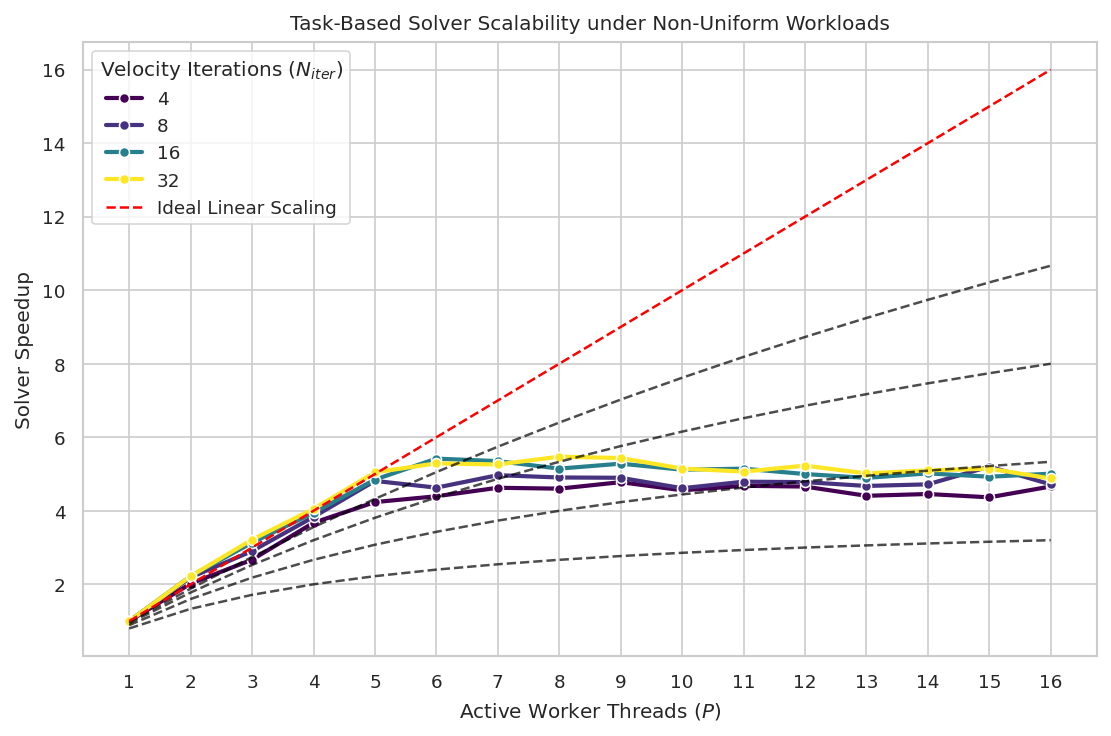 Task-Based Solver Scalability under Non-Uniform Workloads
Velocity Iterations (N_iter)
4
8
16
32
Ideal Linear Scaling
16
14
12
10
8
6
4
2
Solver Speedup
1 2 3 4 5 6 7 8 9 10 11 12 13 14 15 16
Active Worker Threads (P)